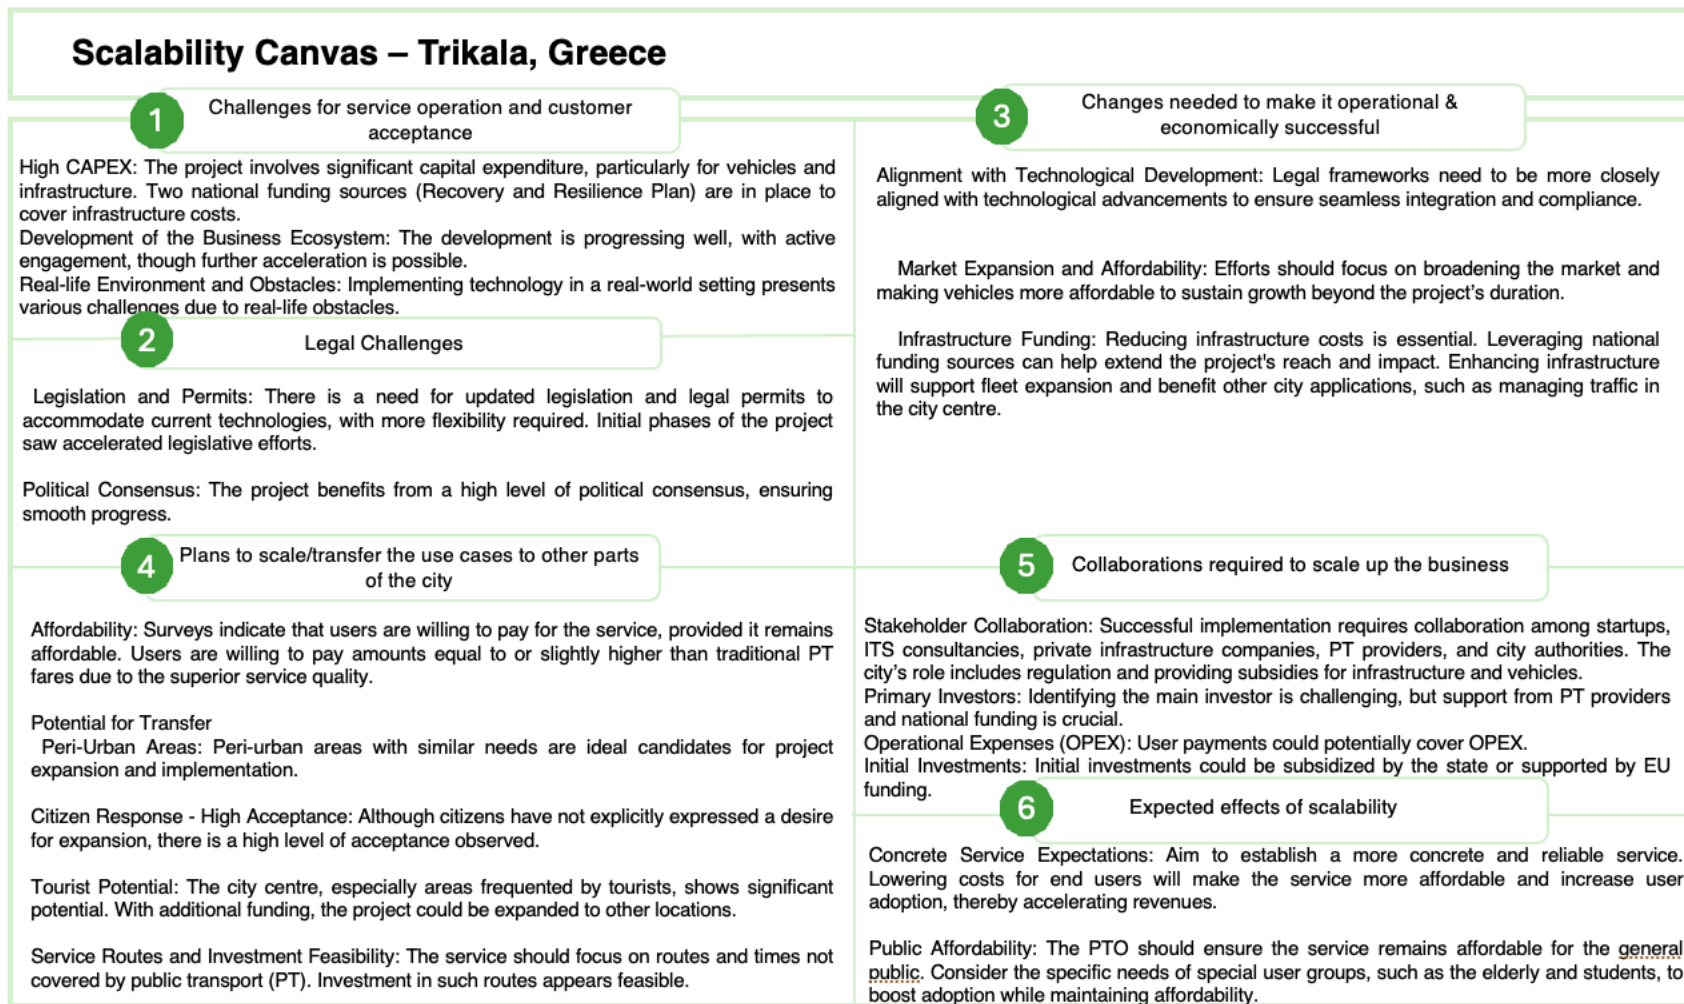 Scalability Canvas – Trikala, Greece
1
Challenges for service operation and customer
acceptance
High CAPEX: The project involves significant capital expenditure, particularly for vehicles and
infrastructure. Two national funding sources (Recovery and Resilience Plan) are in place to
cover infrastructure costs.
Development of the Business Ecosystem: The development is progressing well, with active
engagement, though further acceleration is possible.
Real-life Environment and Obstacles: Implementing technology in a real-world setting presents
various challenges due to real-life obstacles.
2
Legal Challenges
Legislation and Permits: There is a need for updated legislation and legal permits to
accommodate current technologies, with more flexibility required. Initial phases of the project
saw accelerated legislative efforts.
Political Consensus: The project benefits from a high level of political consensus, ensuring
smooth progress.
3
Changes needed to make it operational &
economically successful
Alignment with Technological Development: Legal frameworks need to be more closely
aligned with technological advancements to ensure seamless integration and compliance.
Market Expansion and Affordability: Efforts should focus on broadening the market and
making vehicles more affordable to sustain growth beyond the project's duration.
Infrastructure Funding: Reducing infrastructure costs is essential. Leveraging national
funding sources can help extend the project's reach and impact. Enhancing infrastructure
will support fleet expansion and benefit other city applications, such as managing traffic in
the city centre.
4
Plans to scale/transfer the use cases to other parts
of the city
Affordability: Surveys indicate that users are willing to pay for the service, provided it remains
affordable. Users are willing to pay amounts equal to or slightly higher than traditional PT
fares due to the superior service quality.
Potential for Transfer
Peri-Urban Areas: Peri-urban areas with similar needs are ideal candidates for project
expansion and implementation.
Citizen Response - High Acceptance: Although citizens have not explicitly expressed a desire
for expansion, there is a high level of acceptance observed.
Tourist Potential: The city centre, especially areas frequented by tourists, shows significant
potential. With additional funding, the project could be expanded to other locations.
Service Routes and Investment Feasibility: The service should focus on routes and times not
covered by public transport (PT). Investment in such routes appears feasible.
5
Collaborations required to scale up the business
Stakeholder Collaboration: Successful implementation requires collaboration among startups,
ITS consultancies, private infrastructure companies, PT providers, and city authorities. The
city's role includes regulation and providing subsidies for infrastructure and vehicles.
Primary Investors: Identifying the main investor is challenging, but support from PT providers
and national funding is crucial.
Operational Expenses (OPEX): User payments could potentially cover OPEX.
Initial Investments: Initial investments could be subsidized by the state or supported by EU
funding.
6
Expected effects of scalability
Concrete Service Expectations: Aim to establish a more concrete and reliable service.
Lowering costs for end users will make the service more affordable and increase user
adoption, thereby accelerating revenues.
Public Affordability: The PTO should ensure the service remains affordable for the general
public. Consider the specific needs of special user groups, such as the elderly and students, to
boost adoption while maintaining affordability.